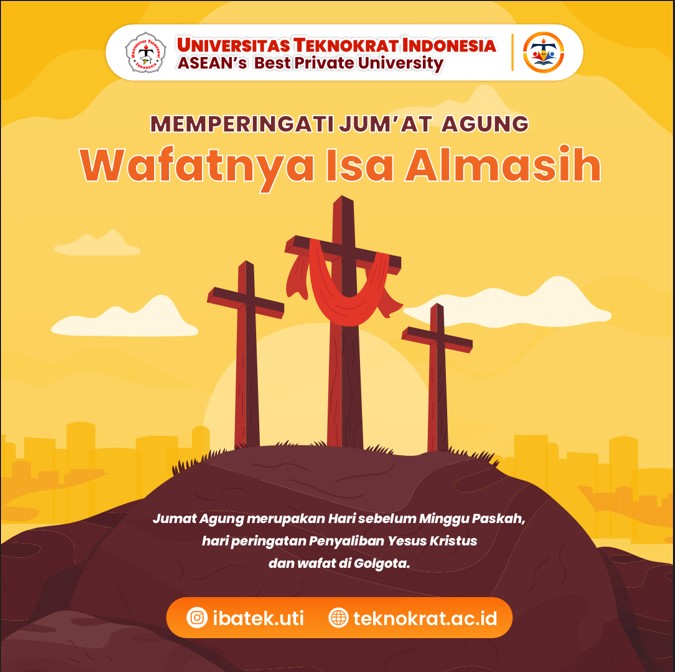 UNIVERSITAS TEKNOKRAT INDONESIA
ASEAN's Best Private University
MEMPERINGATI JUM'AT AGUNG
Wafatnya Isa Almasih
Jumat Agung merupakan Hari sebelum Minggu Paskah,
hari peringatan Penyaliban Yesus Kristus
dan wafat di Golgota.
ibatek.uti
teknokrat.ac.id